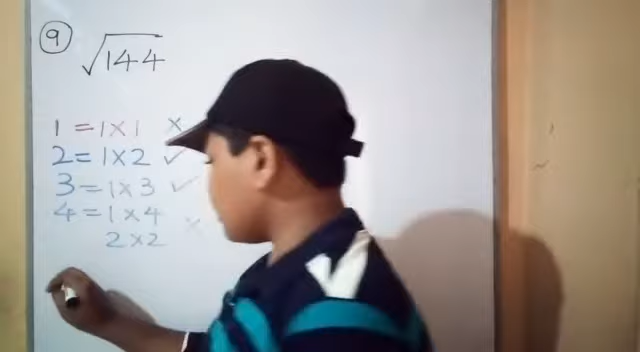 9
√144
1 = 1 × 1 ×
2 = 1 × 2 ✓
3 = 1 × 3 ✓
4 = 1 × 4 ×
2 × 2